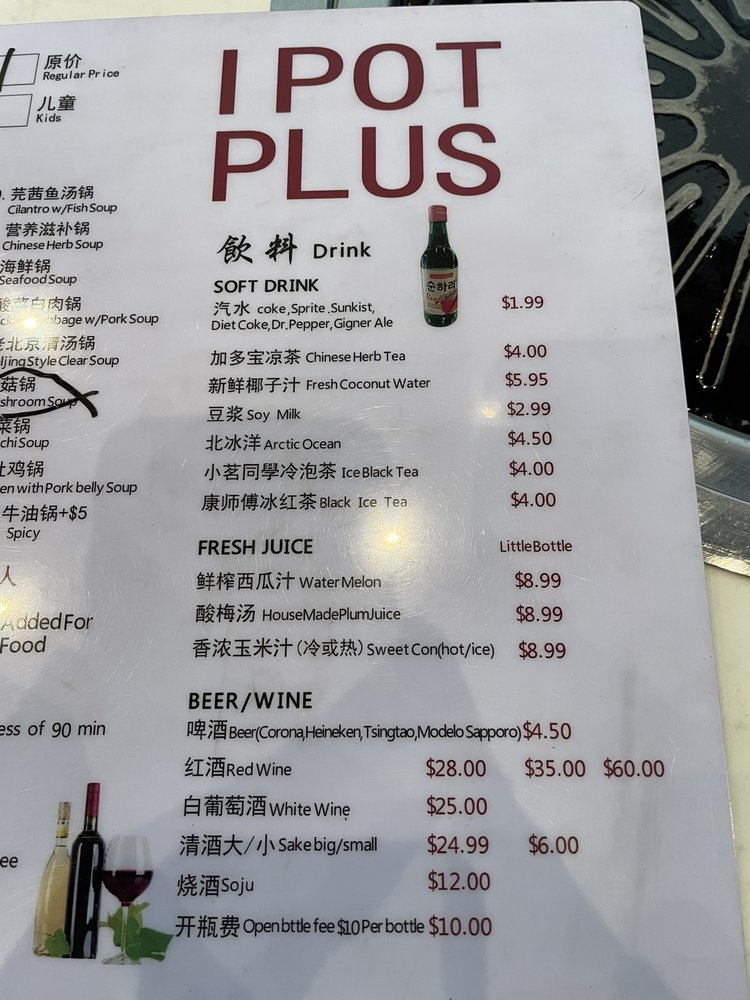 原价
Regular Price
儿童
Kids
芫茜鱼汤锅
Cilantro w/Fish Soup
营养滋补锅
Chinese Herb Soup
海鲜锅
Seafood Soup
白肉锅
bage w/Pork Soup
北京清汤锅
ijing Style Clear Soup
菇锅
shroom Soup
菜锅
chi Soup
鸡锅
en with Pork belly Soup
牛油锅+$5
Spicy
人
Added For
Food
ess of 90 min
ee
I POT
PLUS
飲料 Drink
순하리
SOFT DRINK
汽水 coke,Sprite .Sunkist, $1.99
Diet Coke,Dr,Pepper,Gigner Ale
加多宝凉茶 Chinese Herb Tea $4.00
新鲜椰子汁 Fresh Coconut Water $5.95
豆浆 Soy Milk $2.99
北冰洋 Arctic Ocean $4.50
小茗同學冷泡茶 Ice Black Tea $4.00
康师傅冰红茶 Black Ice Tea $4.00
FRESH JUICE LittleBottle
鲜榨西瓜汁 WaterMelon $8.99
酸梅汤 HouseMadePlumJuice $8.99
香浓玉米汁(冷或热) Sweet Con(hot/ice) $8.99
BEER/WINE
啤酒 Beer(Corona,Heineken,Tsingtao,Modelo Sapporo) $4.50
红酒 Red Wine $28.00 $35.00 $60.00
白葡萄酒 White Wine $25.00
清酒大/小 Sake big/small $24.99 $6.00
烧酒 Soju $12.00
开瓶费 Open bttle fee $10 Per bottle $10.00